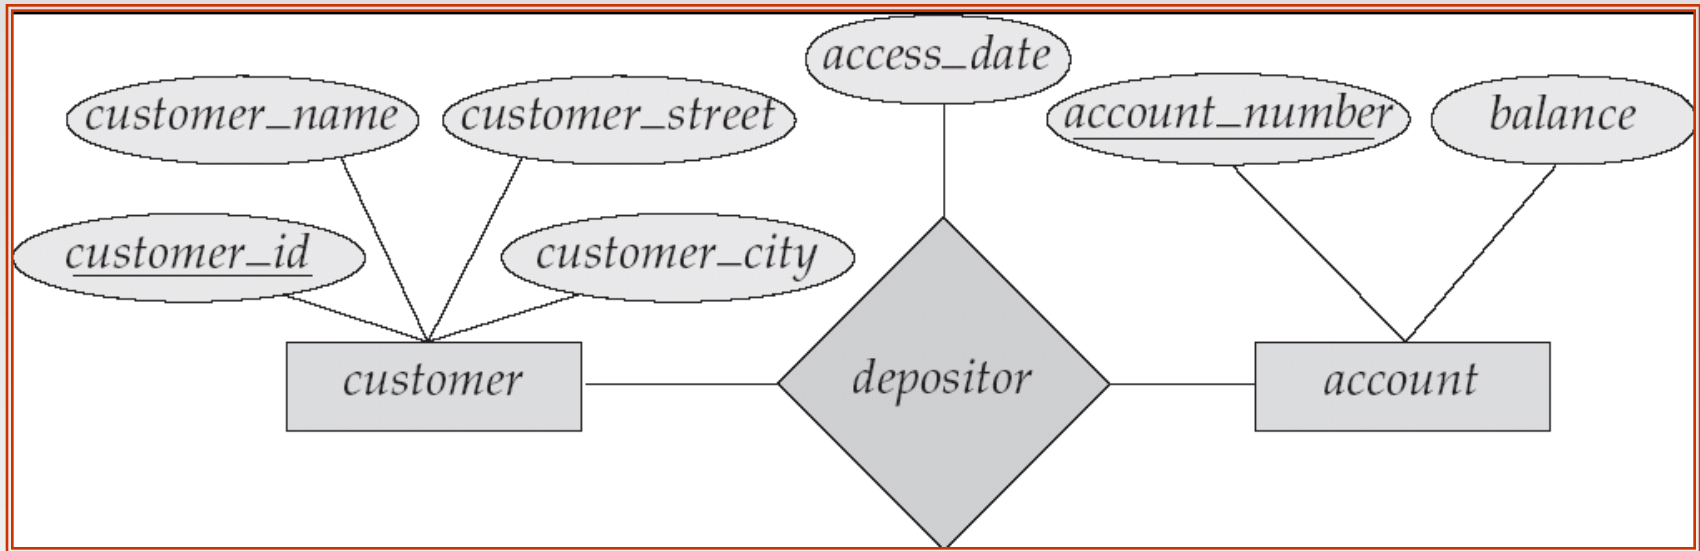 access_date
customer_name
customer_street
account_number
balance
customer_id
customer_city
customer
depositor
account